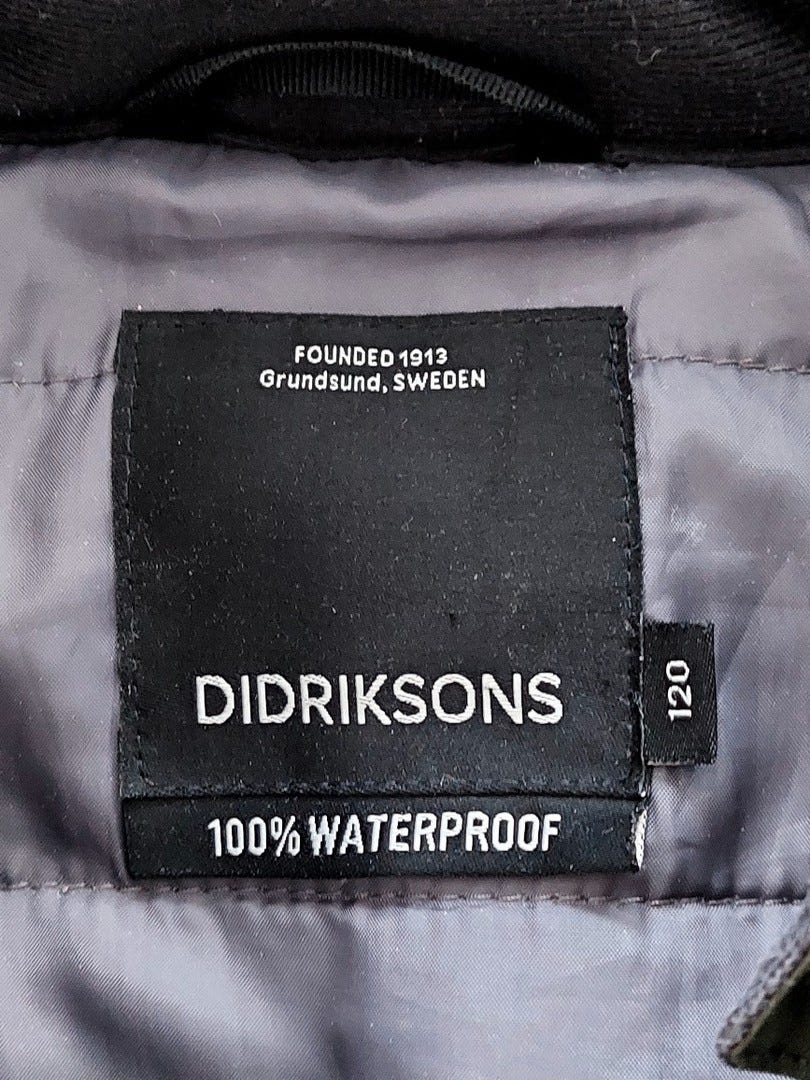 FOUNDED 1913
Grundsund, SWEDEN
DIDRIKSONS
120
100% WATERPROOF